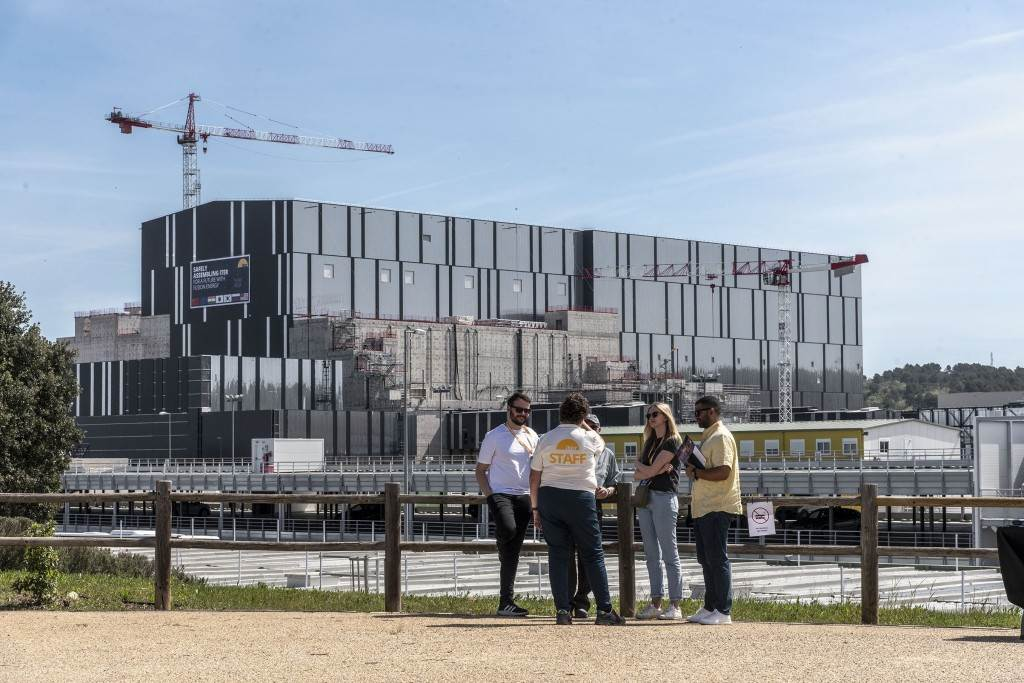 SAFELY
ASSEMBLING ITER
FOR A FUTURE WITH
FUSION ENERGY
STAFF